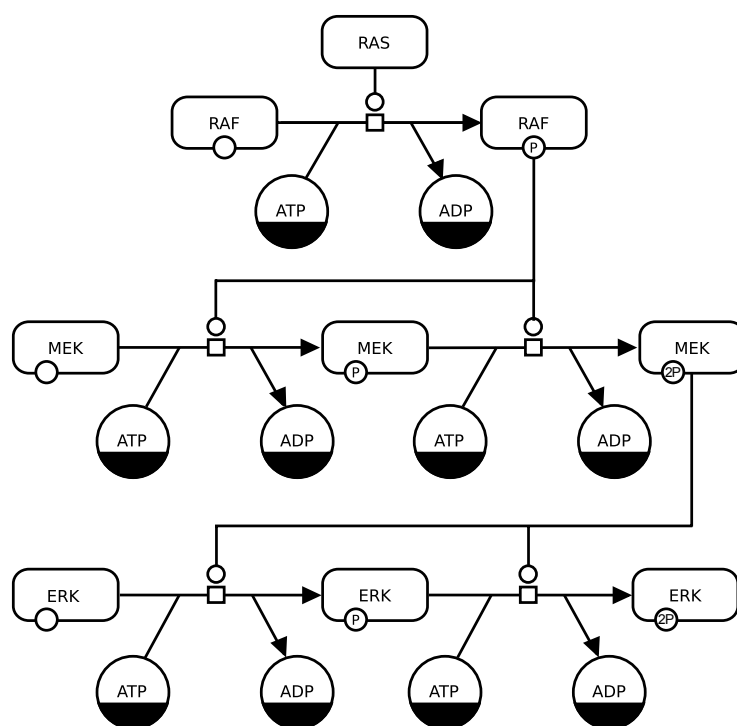 RAS
RAF
RAF
P
ATP
ADP
MEK
MEK
MEK
P
2P
ATP
ADP
ATP
ADP
ERK
ERK
ERK
P
2P
ATP
ADP
ATP
ADP